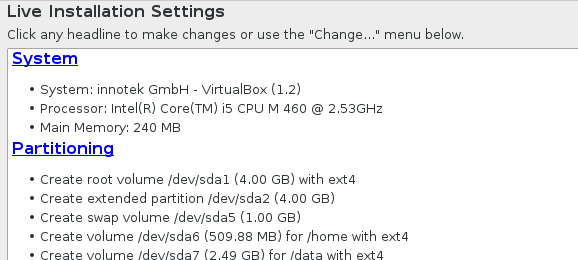 Live Installation Settings
Click any headline to make changes or use the "Change..." menu below.
System
• System: innotek GmbH - VirtualBox (1.2)
• Processor: Intel(R) Core(TM) i5 CPU M 460 @ 2.53GHz
• Main Memory: 240 MB
Partitioning
• Create root volume /dev/sda1 (4.00 GB) with ext4
• Create extended partition /dev/sda2 (4.00 GB)
• Create swap volume /dev/sda5 (1.00 GB)
• Create volume /dev/sda6 (509.88 MB) for /home with ext4
• Create volume /dev/sda7 (2.49 GB) for /data with ext4